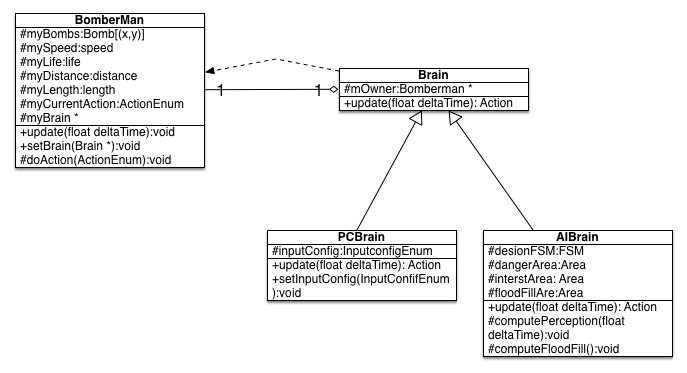 BomberMan
#myBombs:Bomb[(x,y)]
#mySpeed:speed
#myLife:life
#myDistance:distance
#myLength:length
#myCurrentAction:ActionEnum
#myBrain *
+update(float deltaTime):void
+setBrain(Brain *):void
#doAction(ActionEnum):void
1
1
Brain
#mOwner:Bomberman *
+update(float deltaTime): Action
PCBrain
#inputConfig:InputconfigEnum
+update(float deltaTime): Action
+setInputConfig(InputConfifEnum
):void
AIBrain
#desionFSM:FSM
#dangerArea:Area
#interstArea: Area
#floodFillAre:Area
+update(float deltaTime): Action
#computePerception(float
deltaTime):void
#computeFloodFill():void